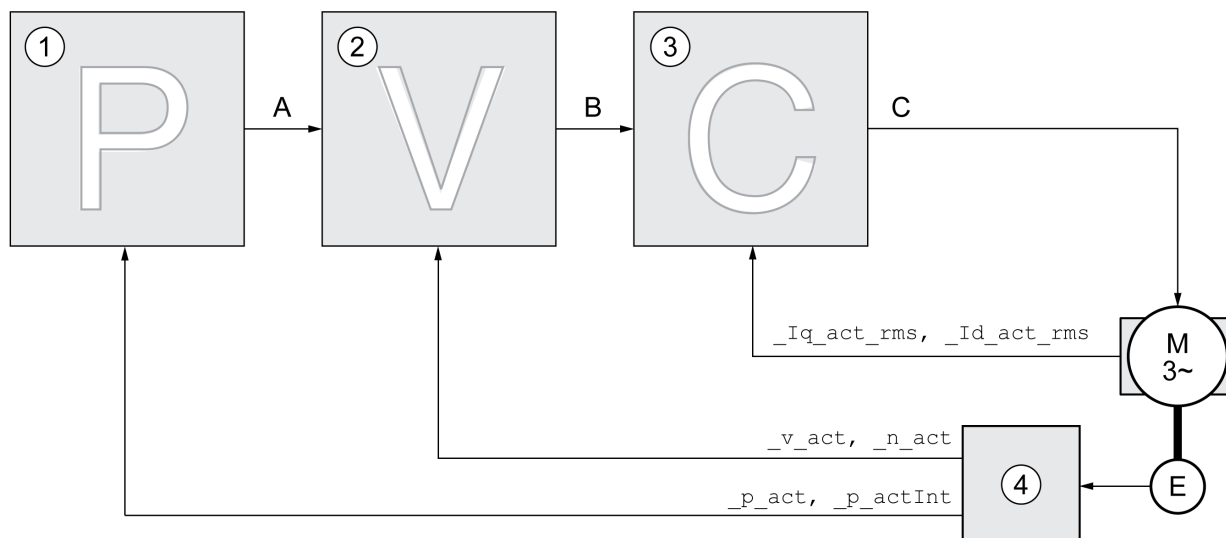 1
P
A
2
V
B
3
C
C
_Iq_act_rms, _Id_act_rms
M
3~
_v_act, _n_act
_p_act, _p_actInt
4
E